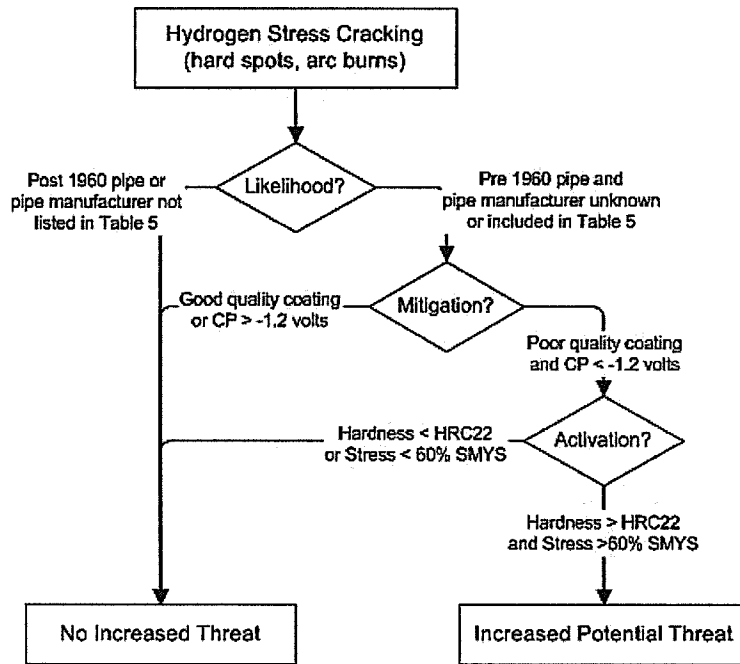 Hydrogen Stress Cracking
(hard spots, arc burns)
Likelihood?
Post 1960 pipe or
pipe manufacturer not
listed in Table 5
Pre 1960 pipe and
pipe manufacturer unknown
or included in Table 5
Mitigation?
Good quality coating
or CP > -1.2 volts
Poor quality coating
and CP < -1.2 volts
Activation?
Hardness < HRC22
or Stress < 60% SMYS
Hardness > HRC22
and Stress >60% SMYS
No Increased Threat
Increased Potential Threat